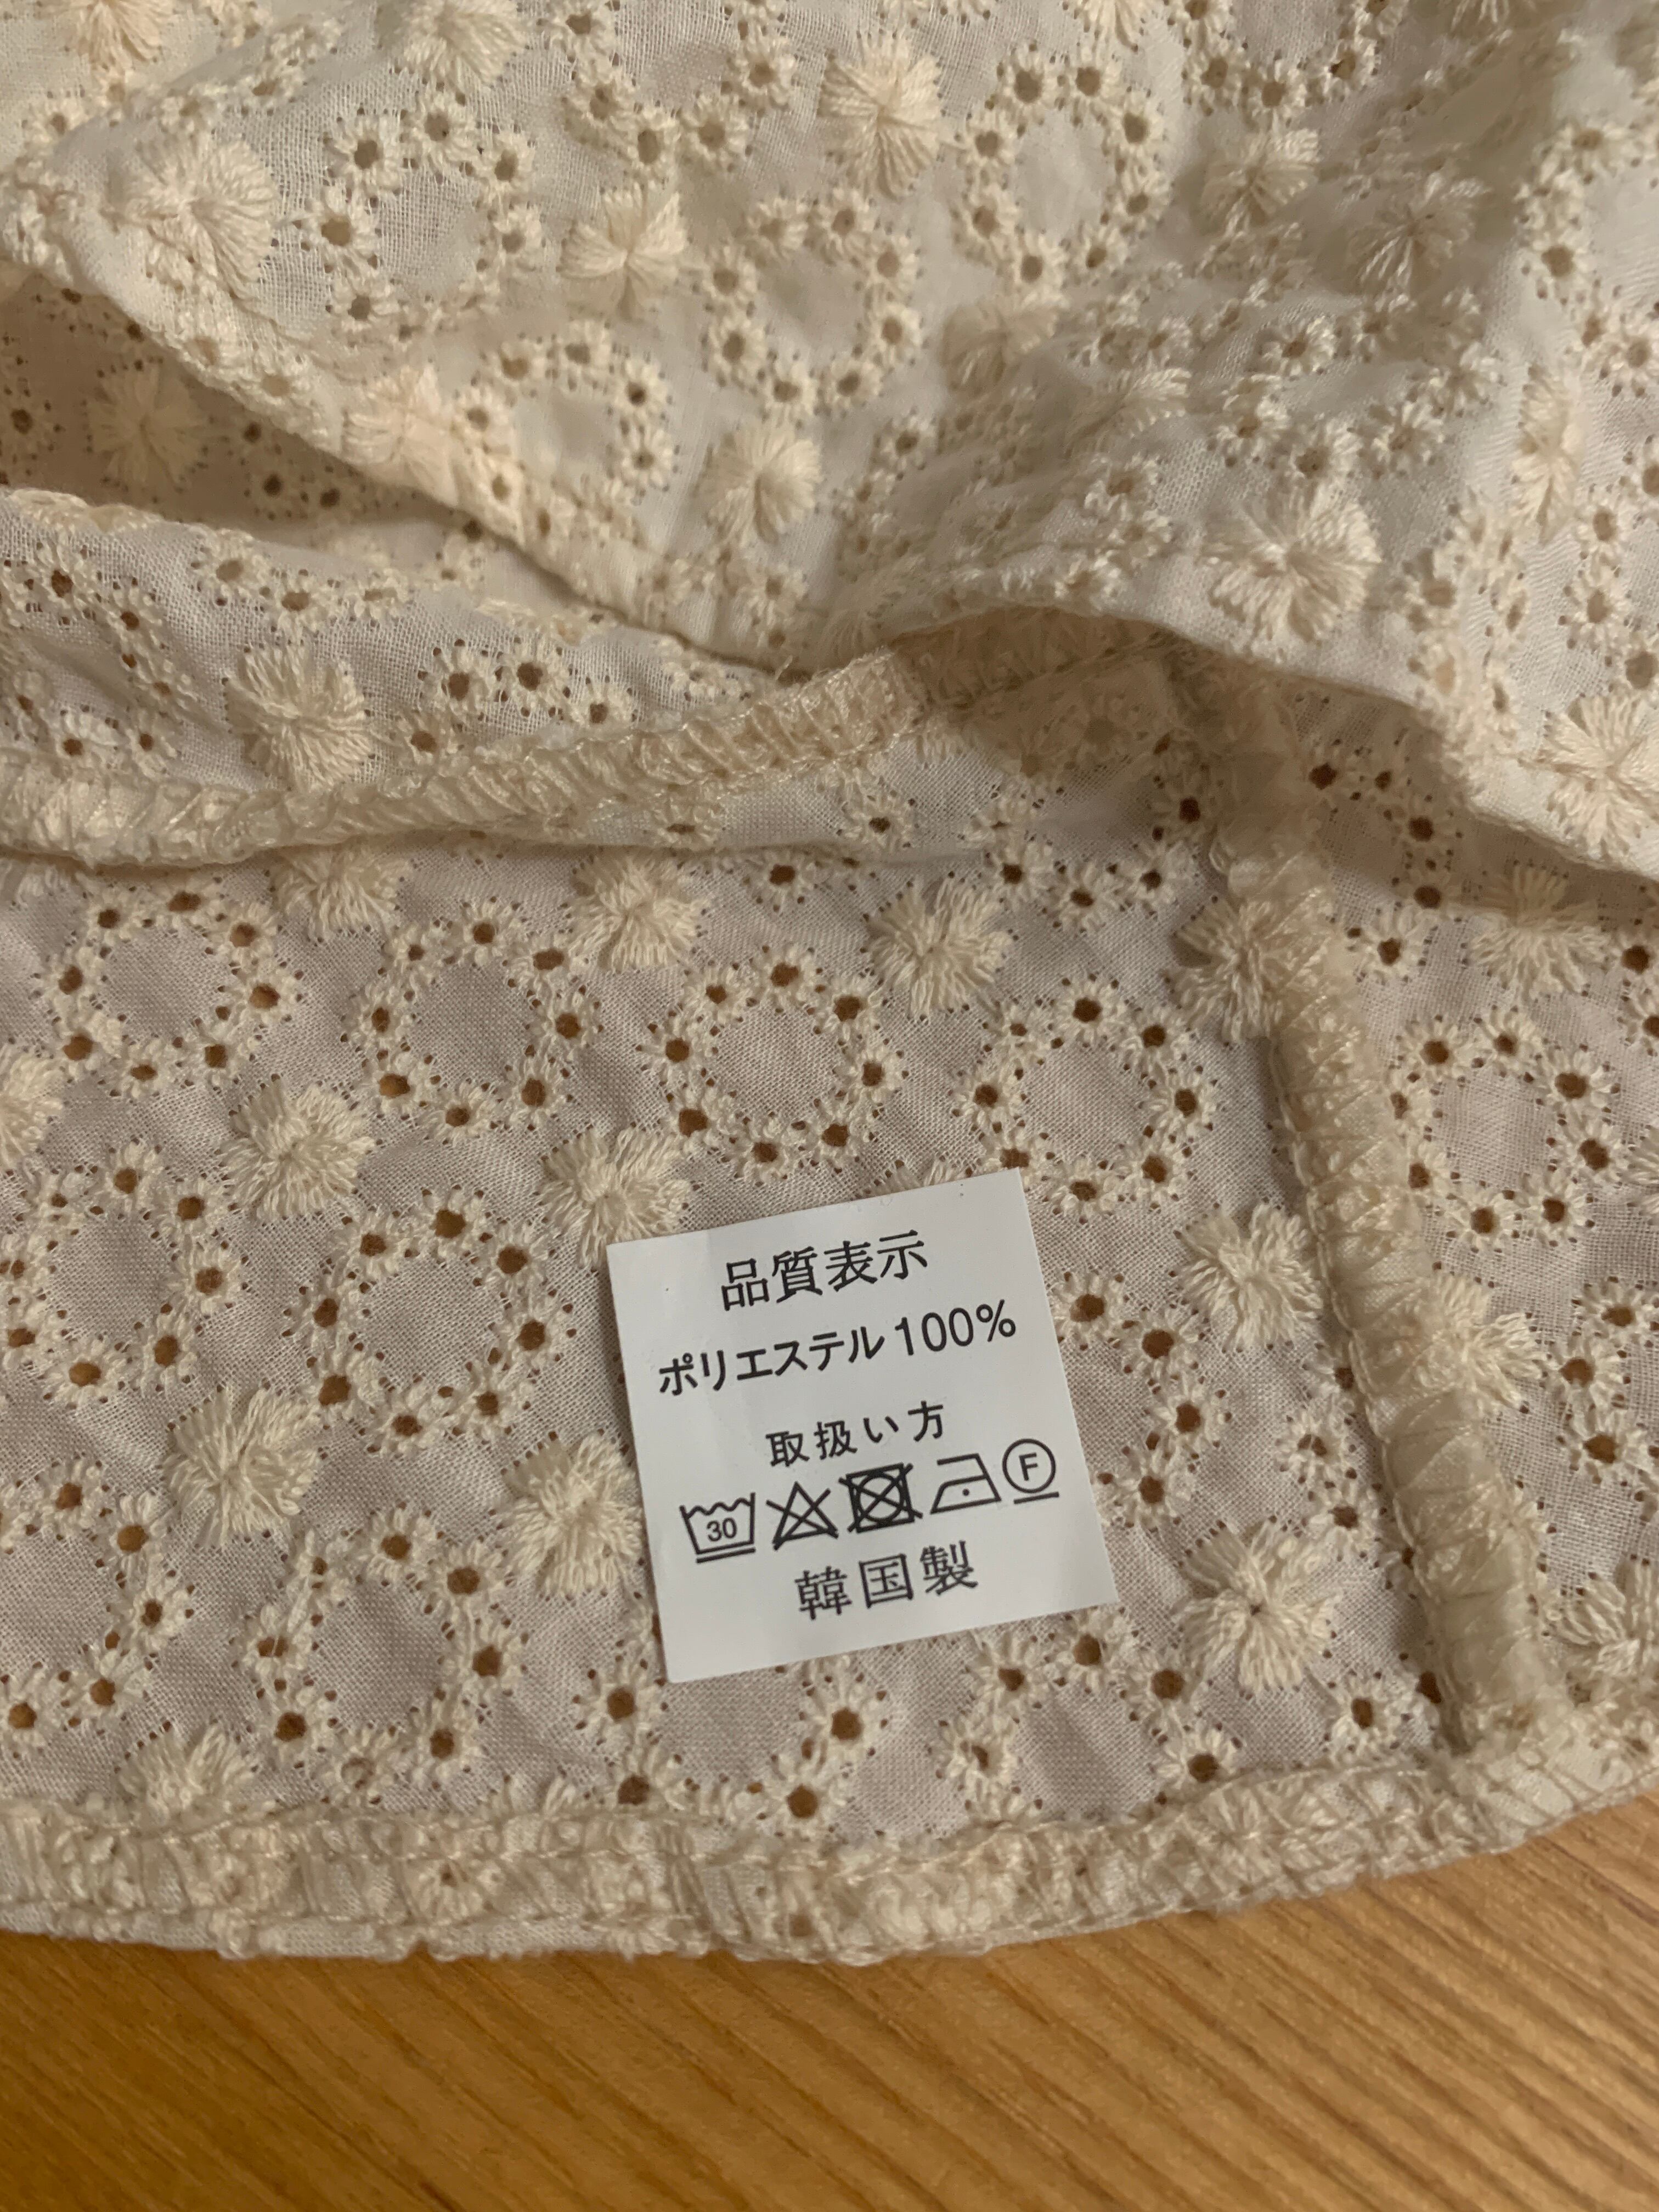 品質表示
ポリエステル100%
取扱い方
30 F
韓国製